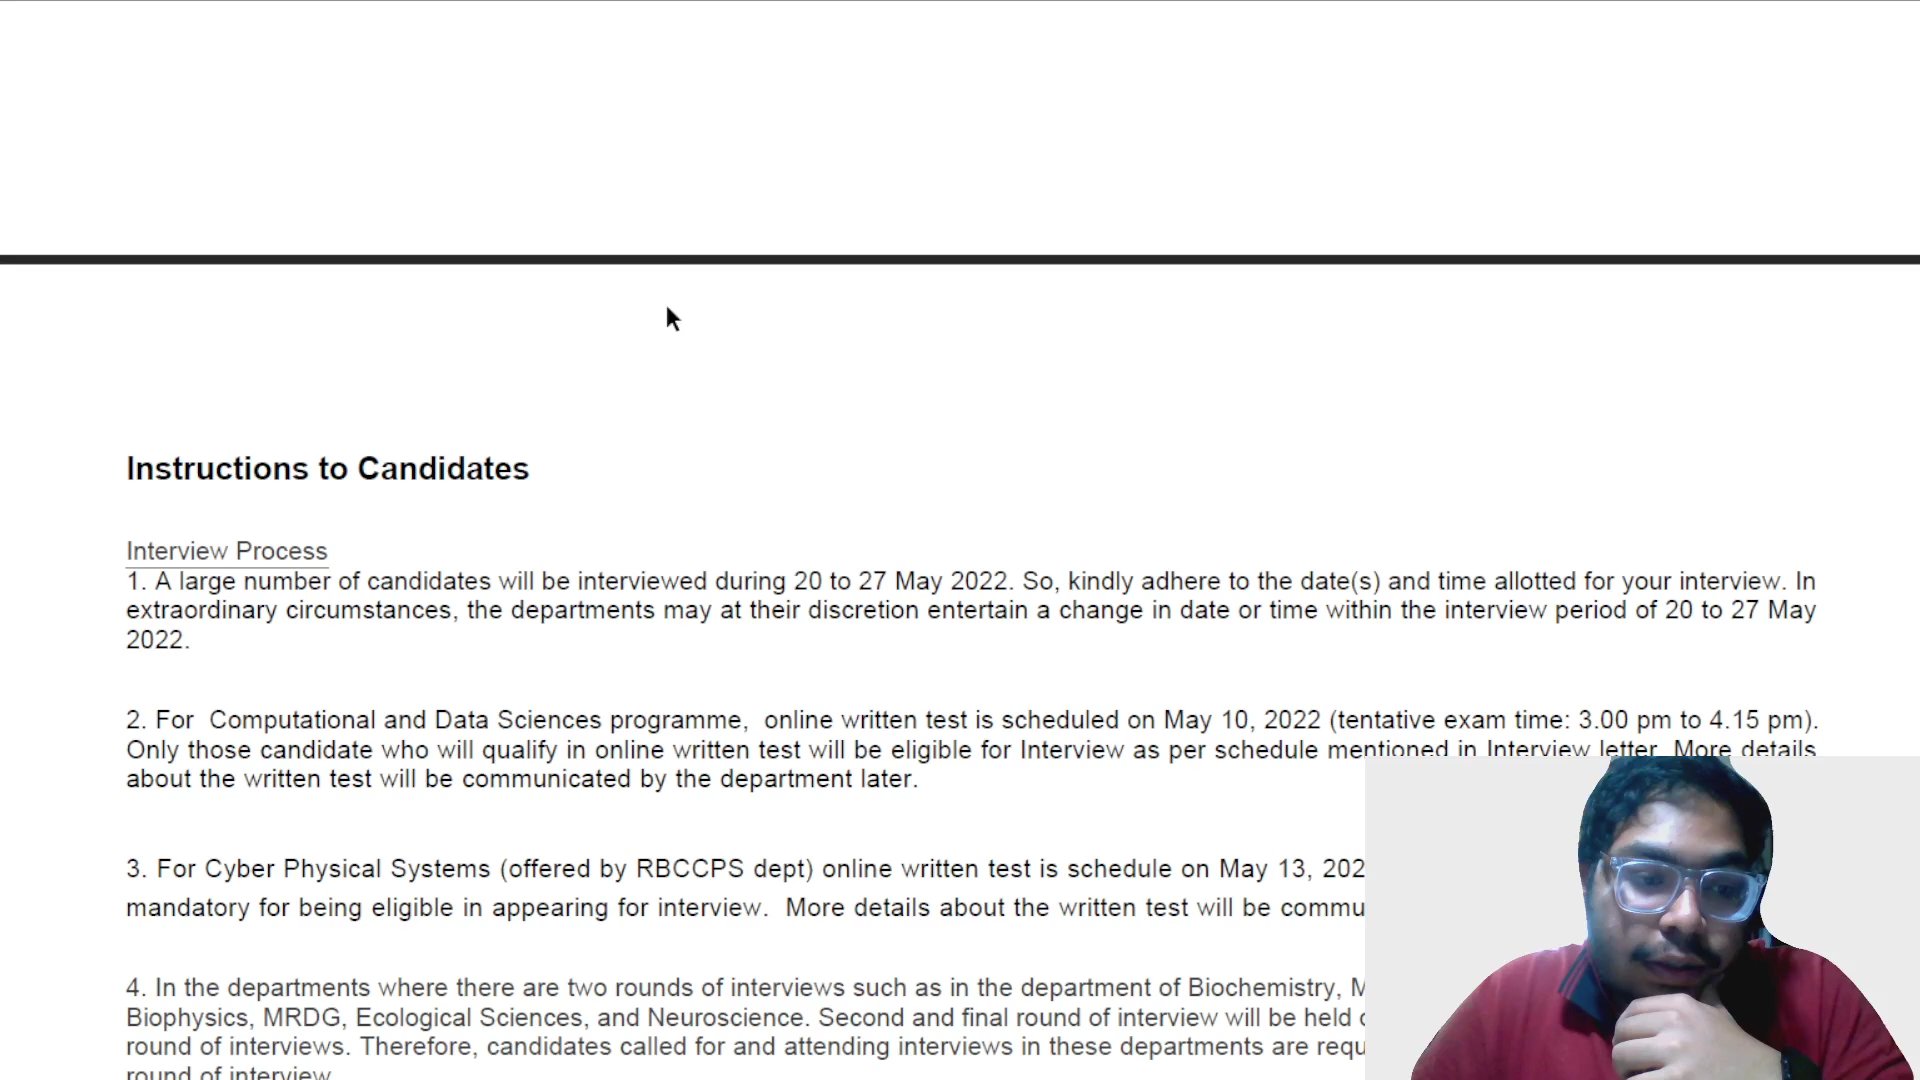 Instructions to Candidates
Interview Process
1. A large number of candidates will be interviewed during 20 to 27 May 2022. So, kindly adhere to the date(s) and time allotted for your interview. In
extraordinary circumstances, the departments may at their discretion entertain a change in date or time within the interview period of 20 to 27 May
2022.
2. For  Computational and Data Sciences programme,  online written test is scheduled on May 10, 2022 (tentative exam time: 3.00 pm to 4.15 pm).
Only those candidate who will qualify in online written test will be eligible for Interview as per schedule mentioned in Interview letter. More details
about the written test will be communicated by the department later.
3. For Cyber Physical Systems (offered by RBCCPS dept) online written test is schedule on May 13, 202
mandatory for being eligible in appearing for interview.  More details about the written test will be commu
4. In the departments where there are two rounds of interviews such as in the department of Biochemistry, M
Biophysics, MRDG, Ecological Sciences, and Neuroscience. Second and final round of interview will be held
round of interviews. Therefore, candidates called for and attending interviews in these departments are requ
round of interview